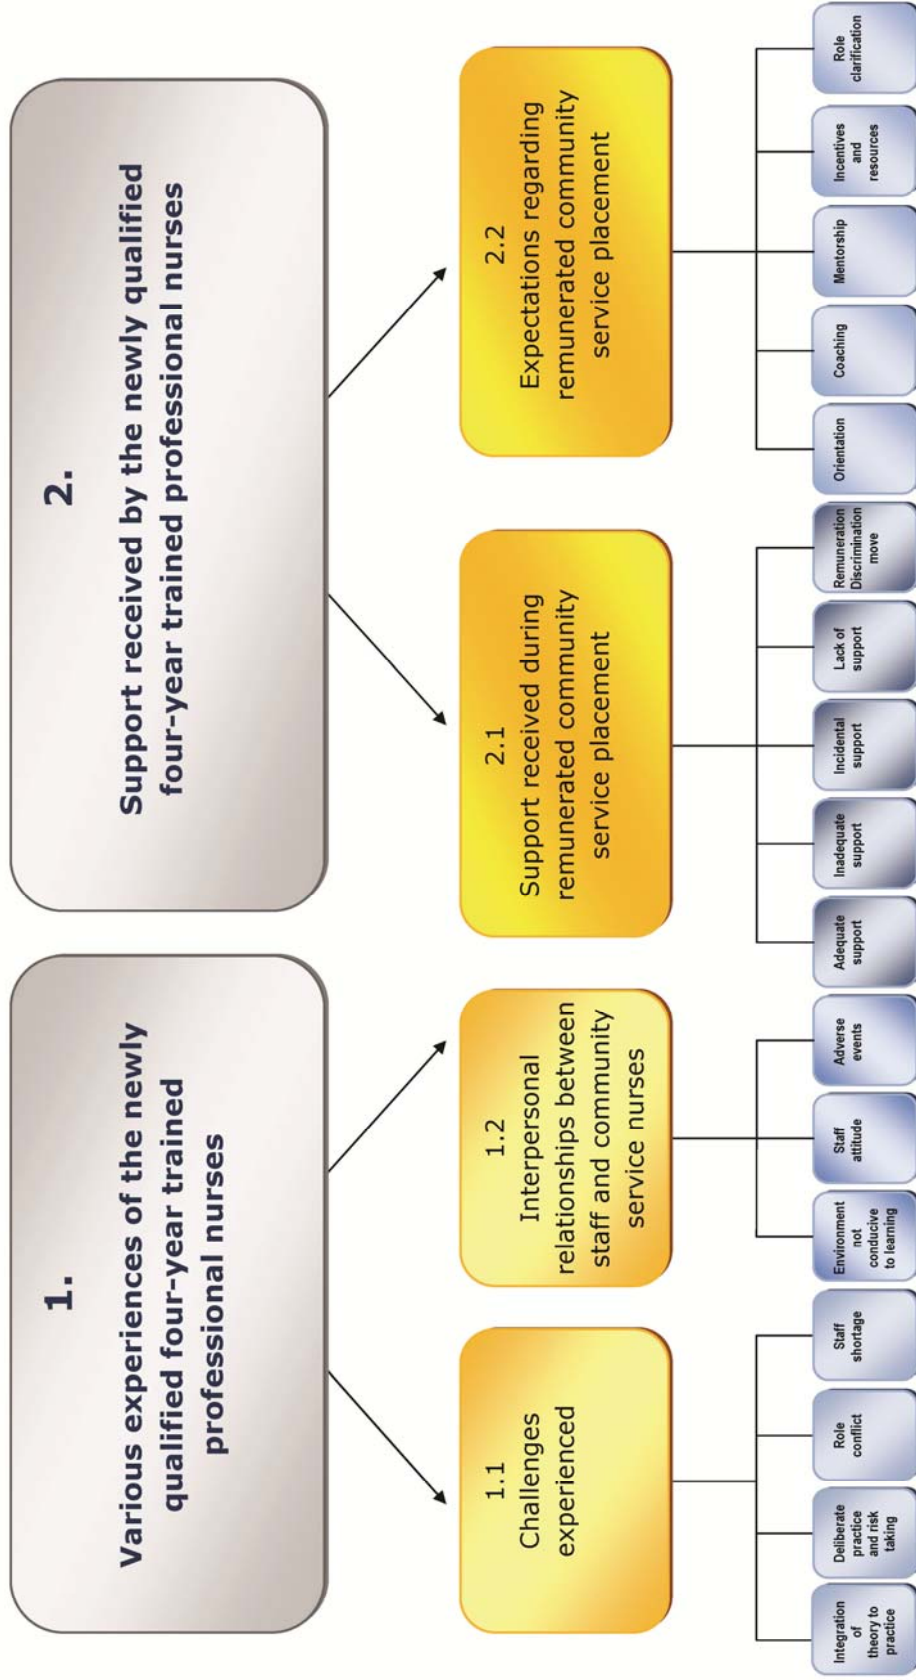 1.
Various experiences of the newly
qualified four-year trained
professional nurses
2.
Support received by the newly qualified
four-year trained professional nurses
1.1
Challenges
experienced
1.2
Interpersonal
relationships between
staff and community
service nurses
2.1
Support received during
remunerated community
service placement
2.2
Expectations regarding
remunerated community
service placement
Integration
of
theory to
practice
Deliberate
practice
and risk
taking
Role
conflict
Staff
shortage
Environment
not
conducive
to learning
Staff
attitude
Adverse
events
Adequate
support
Inadequate
support
Incidental
support
Lack of
support
Remuneration
Discrimination
move
Orientation
Coaching
Mentorship
Incentives
and
resources
Role
clarification